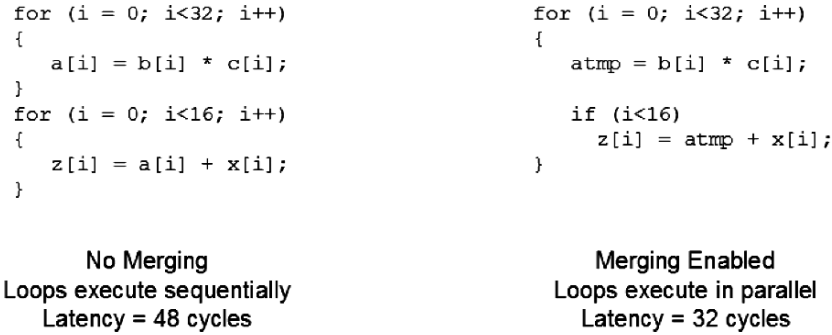 for (i = 0; i<32; i++)
{
a[i] = b[i] * c[i];
}
for (i = 0; i<16; i++)
{
z[i] = a[i] + x[i];
}
No Merging
Loops execute sequentially
Latency = 48 cycles
for (i = 0; i<32; i++)
{
atmp = b[i] * c[i];
if (i<16)
z[i] = atmp + x[i];
}
Merging Enabled
Loops execute in parallel
Latency = 32 cycles